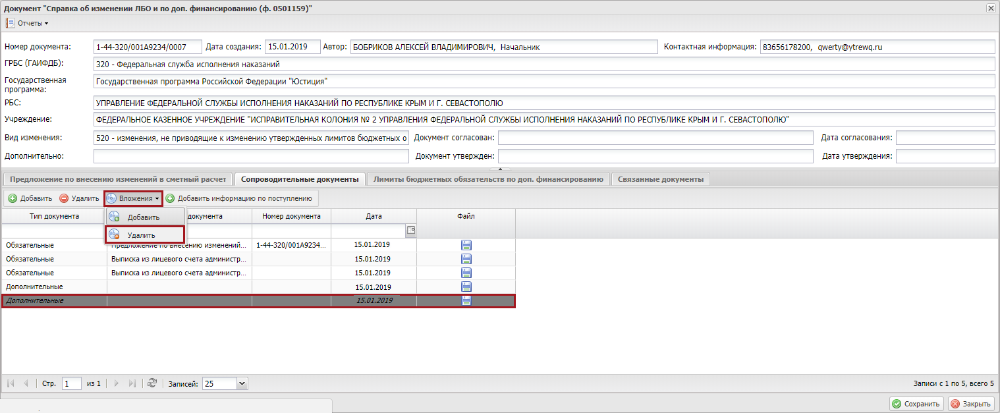 Документ "Справка об изменении ЛБО и по доп. финансированию (ф. 0501159)"
Отчеты
Номер документа: 1-44-320/001А9234/0007 Дата создания: 15.01.2019 Автор: БОБРИКОВ АЛЕКСЕЙ ВЛАДИМИРОВИЧ, Начальник Контактная информация: 83656178200, qwerty@ytrewq.ru
ГРБС (ГАИФДБ): 320 - Федеральная служба исполнения наказаний
Государственная программа: Государственная программа Российской Федерации "Юстиция"
РБС: УПРАВЛЕНИЕ ФЕДЕРАЛЬНОЙ СЛУЖБЫ ИСПОЛНЕНИЯ НАКАЗАНИЙ ПО РЕСПУБЛИКЕ КРЫМ И Г. СЕВАСТОПОЛЮ
Учреждение: ФЕДЕРАЛЬНОЕ КАЗЕННОЕ УЧРЕЖДЕНИЕ "ИСПРАВИТЕЛЬНАЯ КОЛОНИЯ № 2 УПРАВЛЕНИЯ ФЕДЕРАЛЬНОЙ СЛУЖБЫ ИСПОЛНЕНИЯ НАКАЗАНИЙ ПО РЕСПУБЛИКЕ КРЫМ И Г. СЕВАСТОПОЛЮ"
Вид изменения: 520 - изменения, не приводящие к изменению утвержденных лимитов бюджетных о Документ согласован: Дата согласования:
Дополнительно: Документ утвержден: Дата утверждения:
Предложение по внесению изменений в сметный расчет Сопроводительные документы Лимиты бюджетных обязательств по доп. финансированию Связанные документы
Добавить Удалить Вложения Добавить информацию по поступлению
Тип документа документа Номер документа Дата Файл
Добавить
Удалить
Обязательные Предложение по внесению изменений... 1-44-320/001А9234... 15.01.2019
Обязательные Выписка из лицевого счета администр... 15.01.2019
Обязательные Выписка из лицевого счета администр... 15.01.2019
Дополнительные 15.01.2019
Дополнительные 15.01.2019
Стр. 1 из 1 Записей: 25 Записи с 1 по 5, всего 5
Сохранить Закрыть